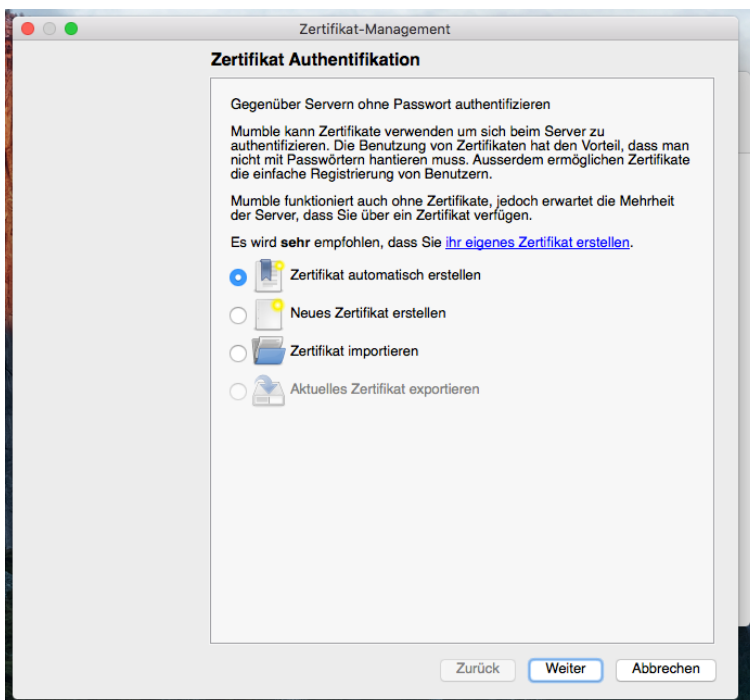 Zertifikat-Management
Zertifikat Authentifikation
Gegenüber Servern ohne Passwort authentifizieren
Mumble kann Zertifikate verwenden um sich beim Server zu
authentifizieren. Die Benutzung von Zertifikaten hat den Vorteil, dass man
nicht mit Passwörtern hantieren muss. Ausserdem ermöglichen Zertifikate
die einfache Registrierung von Benutzern.
Mumble funktioniert auch ohne Zertifikate, jedoch erwartet die Mehrheit
der Server, dass Sie über ein Zertifikat verfügen.
Es wird sehr empfohlen, dass Sie ihr eigenes Zertifikat erstellen.
Zertifikat automatisch erstellen
Neues Zertifikat erstellen
Zertifikat importieren
Aktuelles Zertifikat exportieren
Zurück Weiter Abbrechen